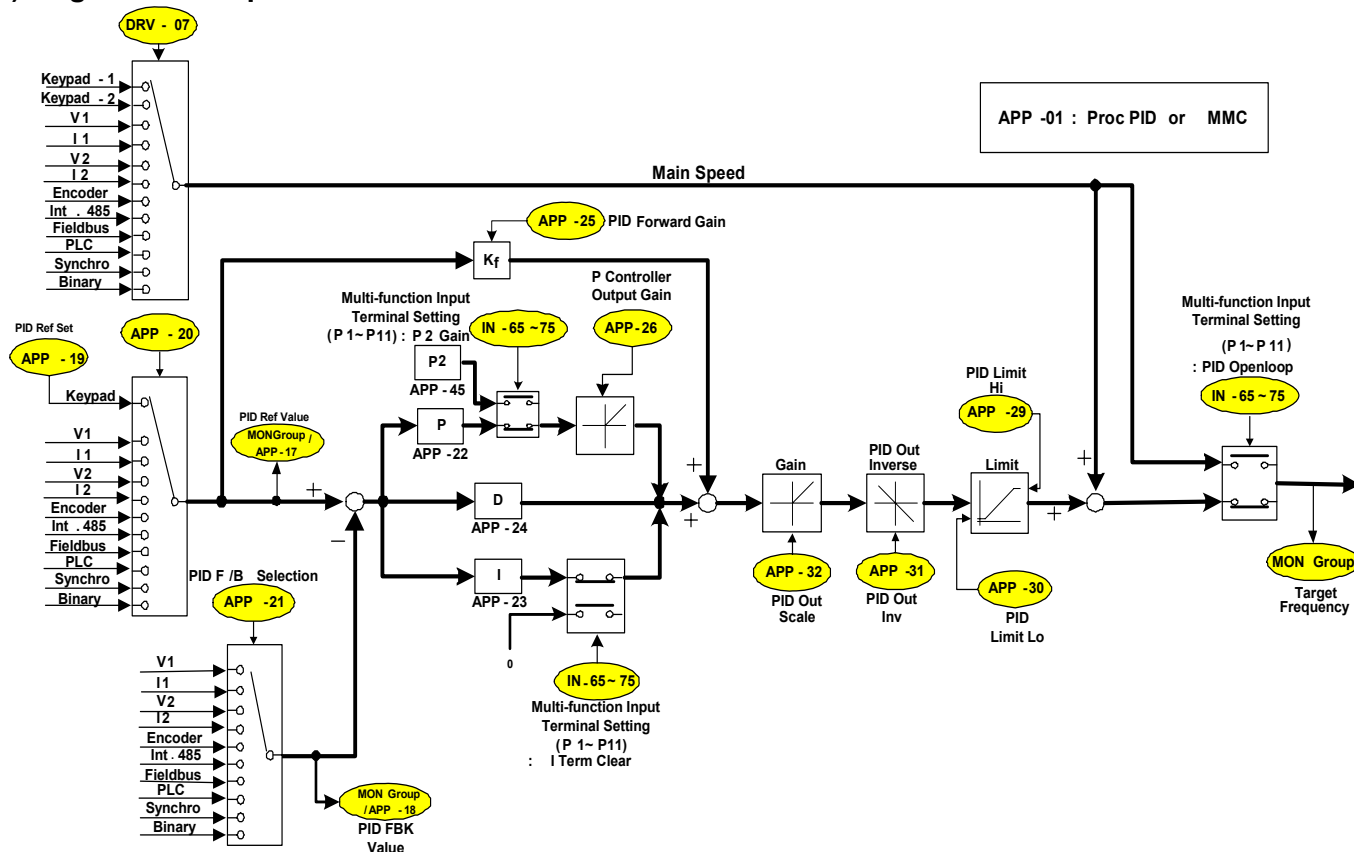 DRV - 07
Keypad - 1
Keypad - 2
V1
I 1
V2
I 2
Encoder
Int . 485
Fieldbus
PLC
Synchro
Binary
APP -01 : Proc PID or MMC
Main Speed
APP -25
PID Forward Gain
Kf
P Controller
Output Gain
APP-26
Multi-function Input
Terminal Setting
(P 1~ P11) : P 2 Gain
IN -65 ~75
P2
APP - 45
P
APP -22
PID Ref Set
APP - 19
APP - 20
Keypad
V1
I 1
V2
I 2
Encoder
Int . 485
Fieldbus
PLC
Synchro
Binary
PID Ref Value
MONGroup /
APP - 17
+
−
D
APP - 24
I
APP - 23
0
IN - 65 ~ 75
Multi-function Input
Terminal Setting
(P 1~ P11)
: I Term Clear
PID F /B Selection
APP -21
V1
I1
V2
I2
Encoder
Int . 485
Fieldbus
PLC
Synchro
Binary
MON Group
/APP - 18
PID FBK
Value
+
+
Gain
APP - 32
PID Out
Scale
PID Out
Inverse
APP - 31
PID Out
Inv
PID Limit
Hi
APP - 29
Limit
APP - 30
PID
Limit Lo
+
+
Multi-function Input
Terminal Setting
(P 1~ P 11)
: PID Openloop
IN - 65 ~ 75
MON Group
Target
Frequency